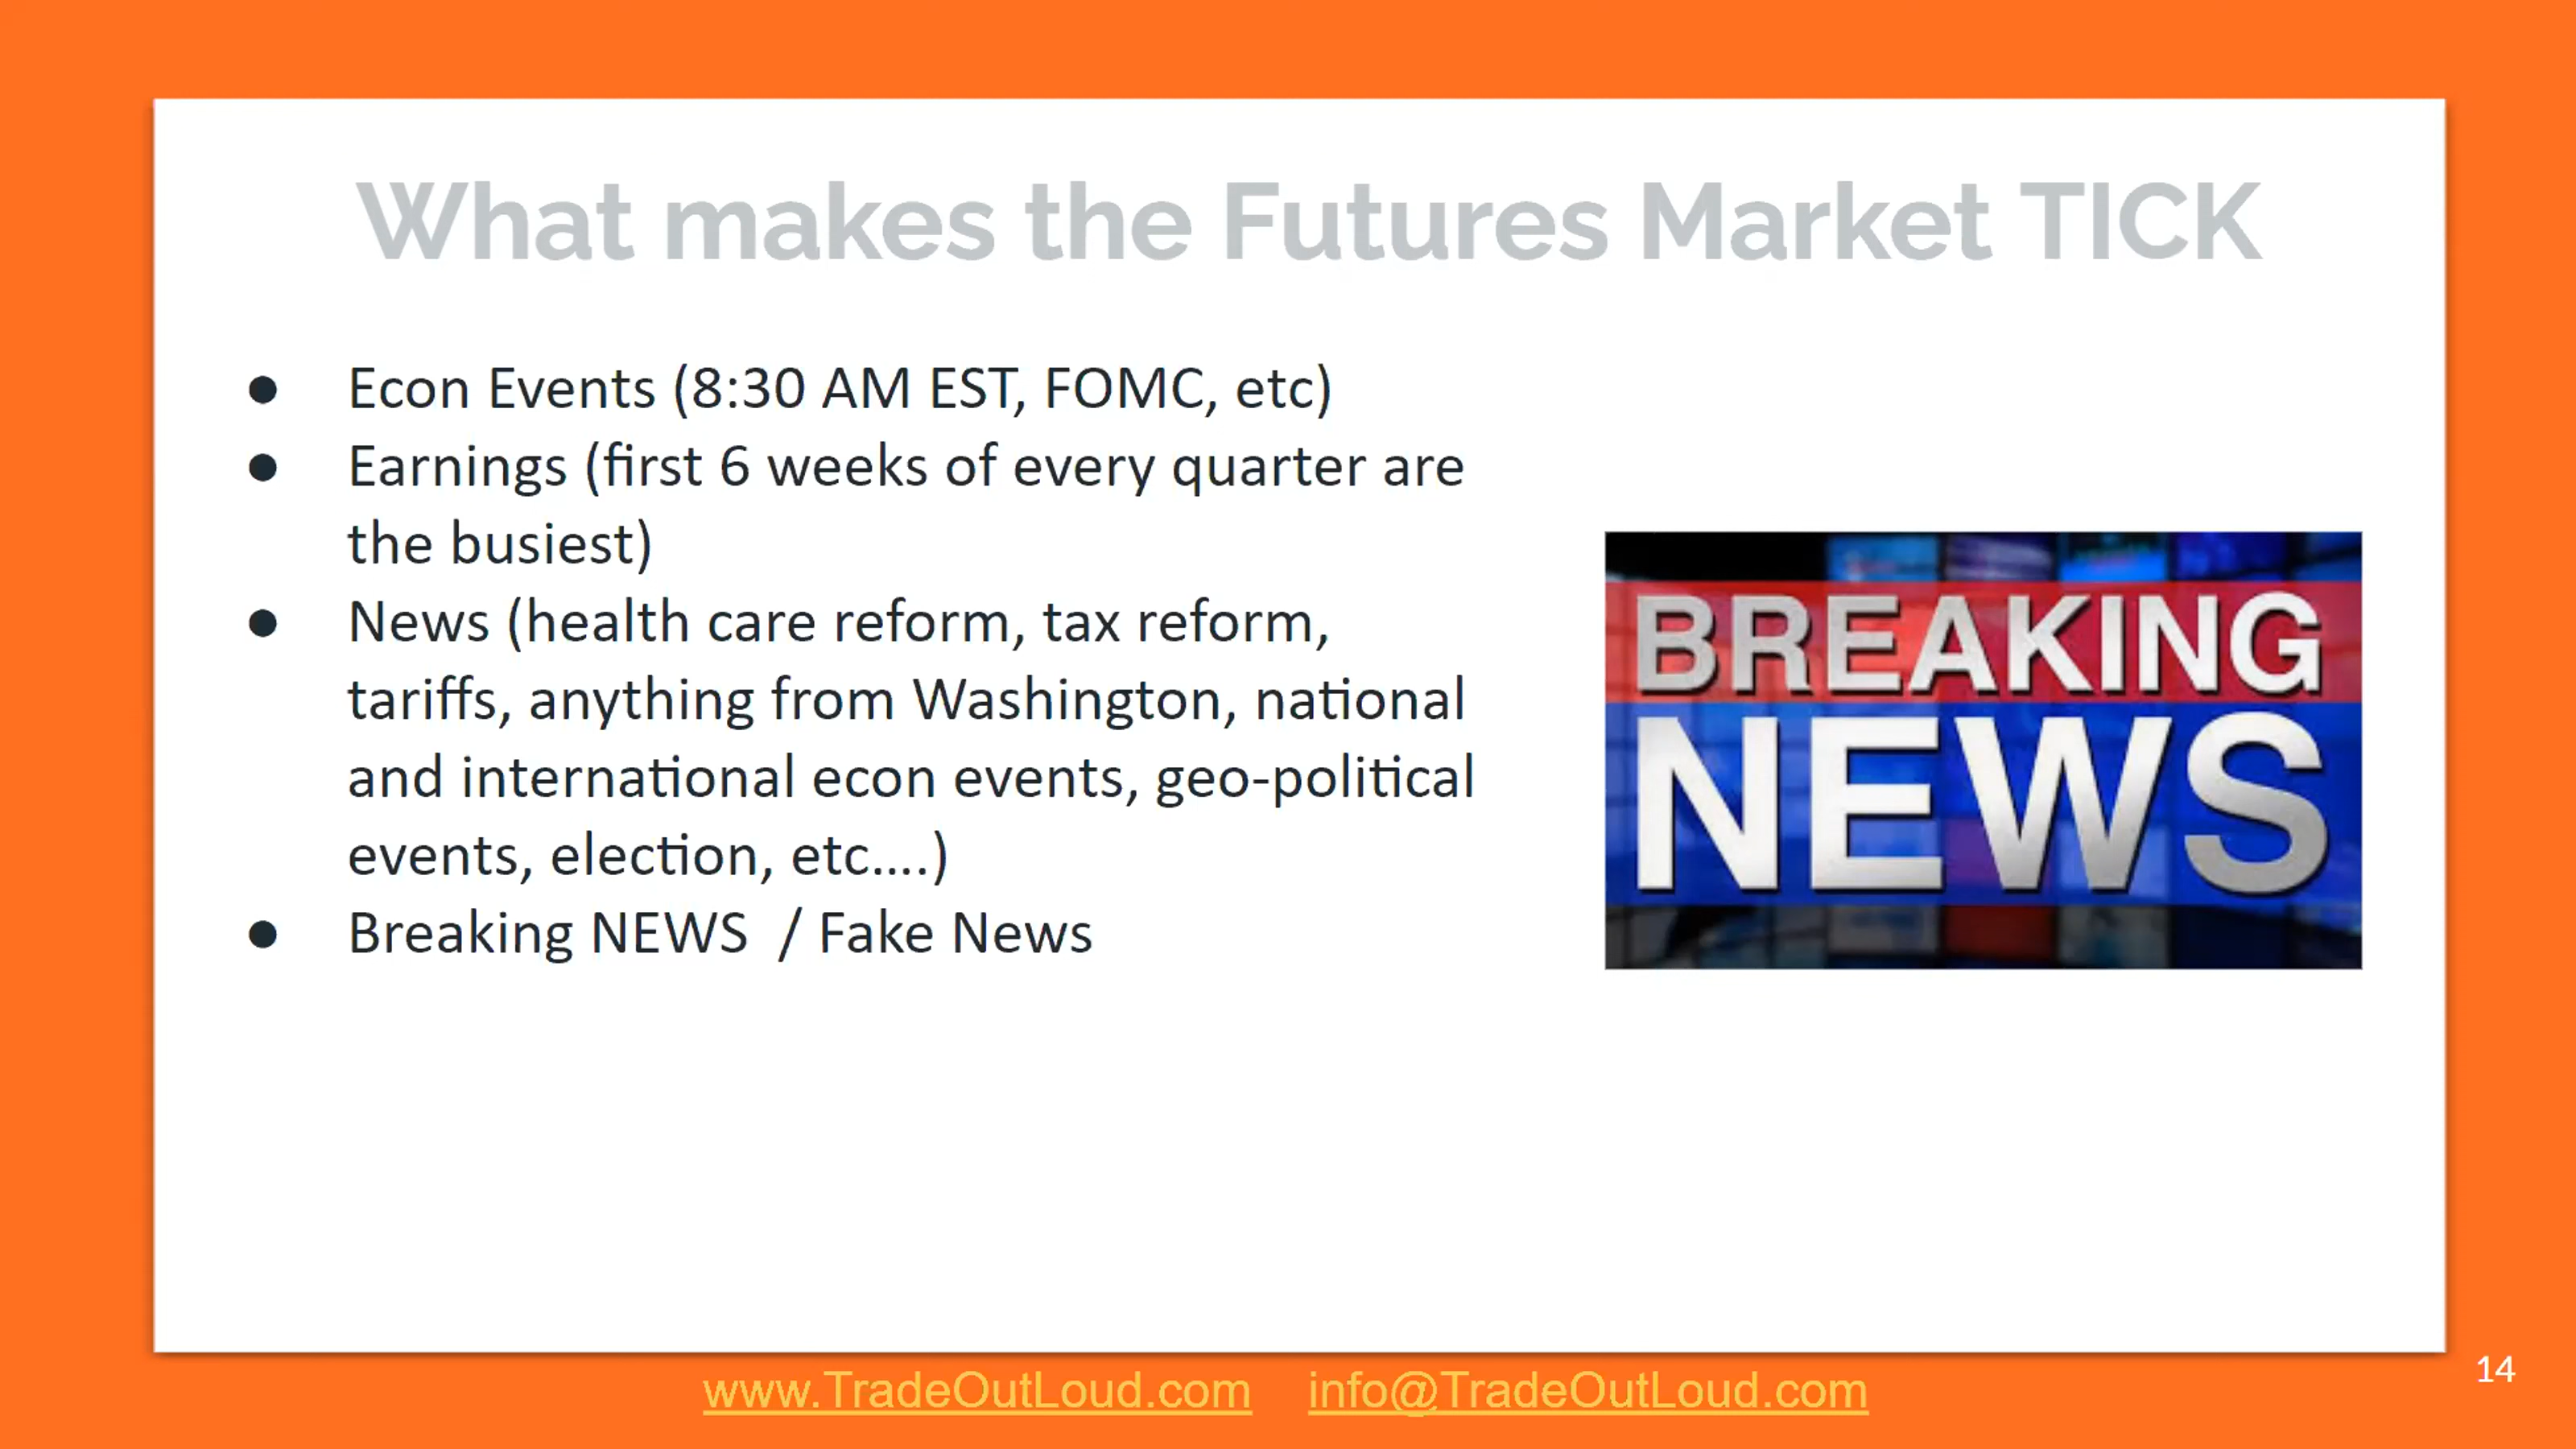 What makes the Futures Market TICK
● Econ Events (8:30 AM EST, FOMC, etc)
● Earnings (first 6 weeks of every quarter are
the busiest)
● News (health care reform, tax reform,
tariffs, anything from Washington, national
and international econ events, geo-political
events, election, etc....)
● Breaking NEWS / Fake News
BREAKING
NEWS
www.TradeOutLoud.com info@TradeOutLoud.com
14